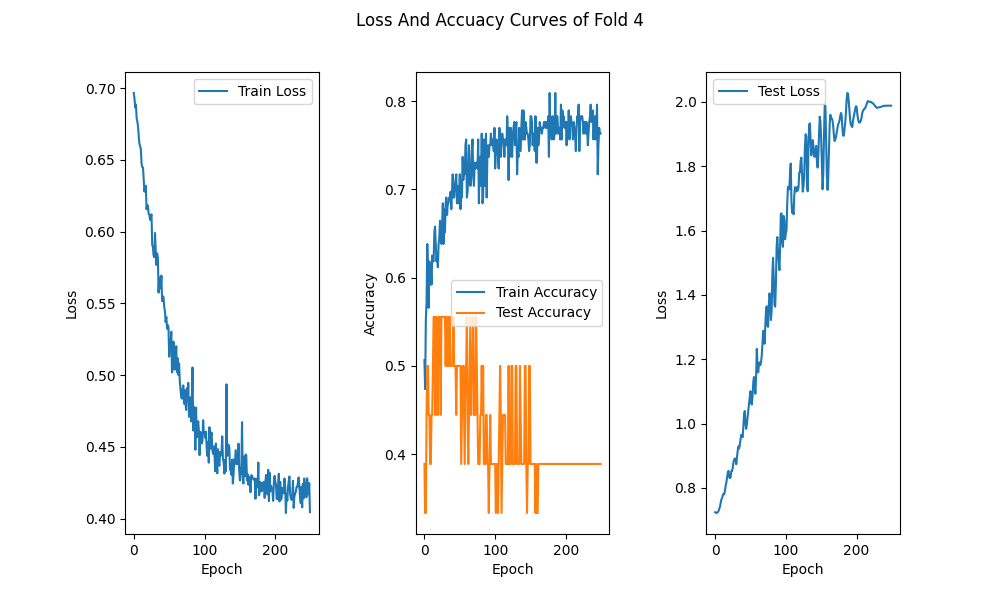 Loss And Accuacy Curves of Fold 4
Train Loss
0.70
0.65
0.60
0.55
0.50
0.45
0.40
Loss
0
100
200
Epoch
Train Accuracy
Test Accuracy
0.8
0.7
0.6
0.5
0.4
Accuracy
0
100
200
Epoch
Test Loss
2.0
1.8
1.6
1.4
1.2
1.0
0.8
Loss
0
100
200
Epoch